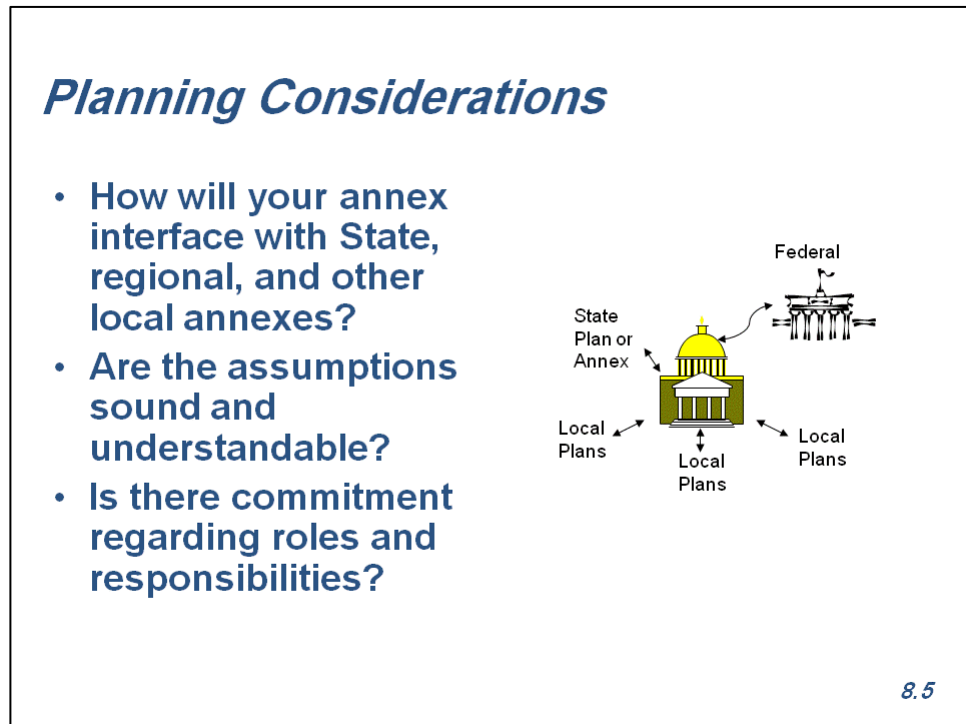 Planning Considerations
• How will your annex
interface with State,
regional, and other
local annexes?
• Are the assumptions
sound and
understandable?
• Is there commitment
regarding roles and
responsibilities?
Federal
State
Plan or
Annex
Local
Plans
Local
Plans
Local
Plans
8.5